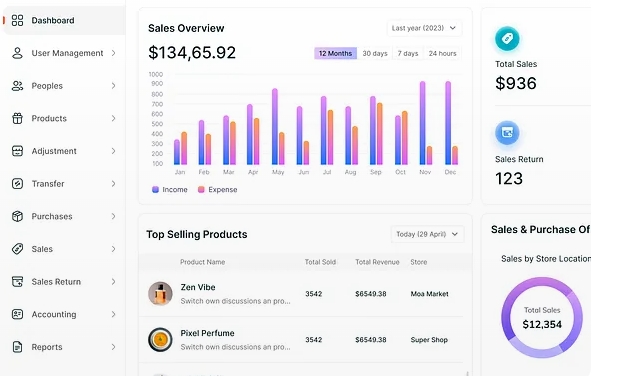 Dashboard
User Management
Peoples
Products
Adjustment
Transfer
Purchases
Sales
Sales Return
Accounting
Reports
Sales Overview
Last year (2023)
$134,65.92
12 Months 30 days 7 days 24 hours
1000
900
800
700
600
500
400
300
200
100
Jan Feb Mar Apr May Jun Jul Aug Sep Oct Nov Dec
Income Expense
Total Sales
$936
Sales Return
123
Top Selling Products
Today (29 April)
Product Name Total Sold Total Revenue Store
Zen Vibe
Switch own discussions an pro...
3542 $6549.38 Moa Market
Pixel Perfume
Switch own discussions an pro...
3542 $6549.38 Super Shop
Sales & Purchase Of
Sales by Store Location
Total Sales
$12,354